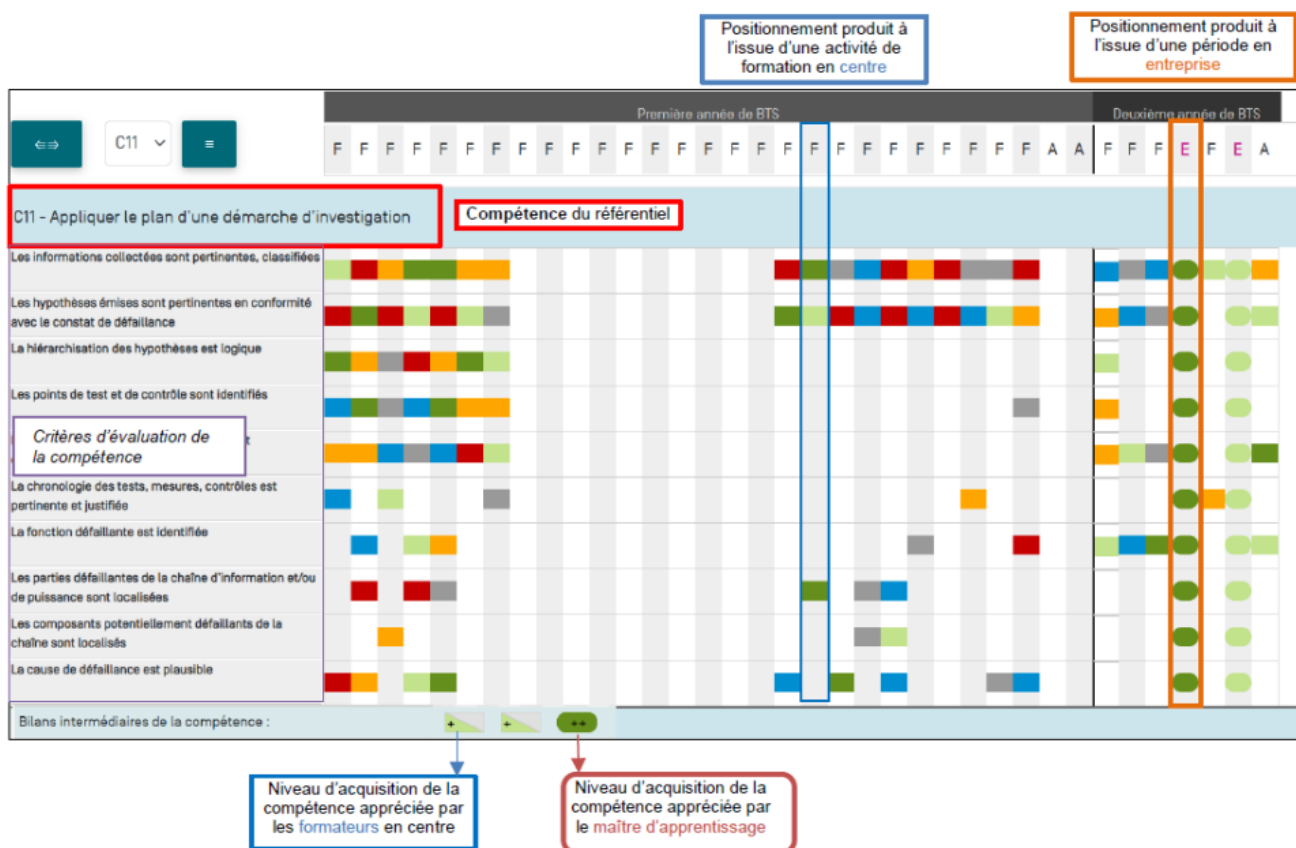 Positionnement produit à
l'issue d'une activité de
formation en centre
Positionnement produit à
l'issue d'une période en
entreprise
Première année de BTS
Deuxième année de BTS
⇐⇒
C11
≡
F F F F F F F F F F F F F F F F F F F F F F F F F F F A A F F F E F E A
C11 - Appliquer le plan d'une démarche d'investigation
Compétence du référentiel
Les informations collectées sont pertinentes, classifiées
Les hypothèses émises sont pertinentes en conformité
avec le constat de défaillance
La hiérarchisation des hypothèses est logique
Les points de test et de contrôle sont identifiés
Critères d'évaluation de
la compétence
La chronologie des tests, mesures, contrôles est
pertinente et justifiée
La fonction défaillante est identifiée
Les parties défaillantes de la chaîne d'information et/ou
de puissance sont localisées
Les composants potentiellement défaillants de la
chaîne sont localisés
La cause de défaillance est plausible
Bilans intermédiaires de la compétence :
+ + ++
Niveau d'acquisition de la
compétence appréciée par
les formateurs en centre
Niveau d'acquisition de la
compétence appréciée par
le maître d'apprentissage